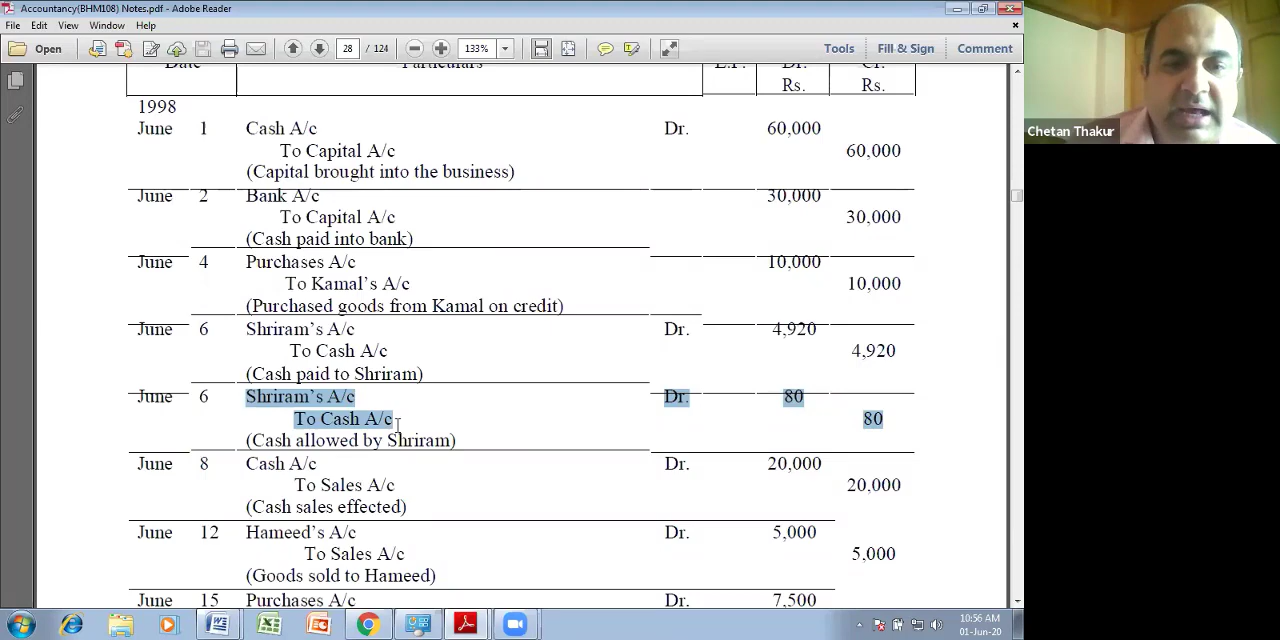 Accountancy(BHM108) Notes.pdf - Adobe Reader
File Edit View Window Help
Open 28 / 124 133% Tools Fill & Sign Comment
Date Particulars L.F. Dr. Cr.
Rs. Rs.
1998
June 1 Cash A/c Dr. 60,000
To Capital A/c 60,000
(Capital brought into the business)
June 2 Bank A/c 30,000
To Capital A/c 30,000
(Cash paid into bank)
June 4 Purchases A/c 10,000
To Kamal's A/c 10,000
(Purchased goods from Kamal on credit)
June 6 Shriram's A/c Dr. 4,920
To Cash A/c 4,920
(Cash paid to Shriram)
June 6 Shriram's A/c Dr. 80
To Cash A/c 80
(Cash allowed by Shriram)
June 8 Cash A/c Dr. 20,000
To Sales A/c 20,000
(Cash sales effected)
June 12 Hameed's A/c Dr. 5,000
To Sales A/c 5,000
(Goods sold to Hameed)
June 15 Purchases A/c Dr. 7,500
Chetan Thakur
10:56 AM
01-Jun-20